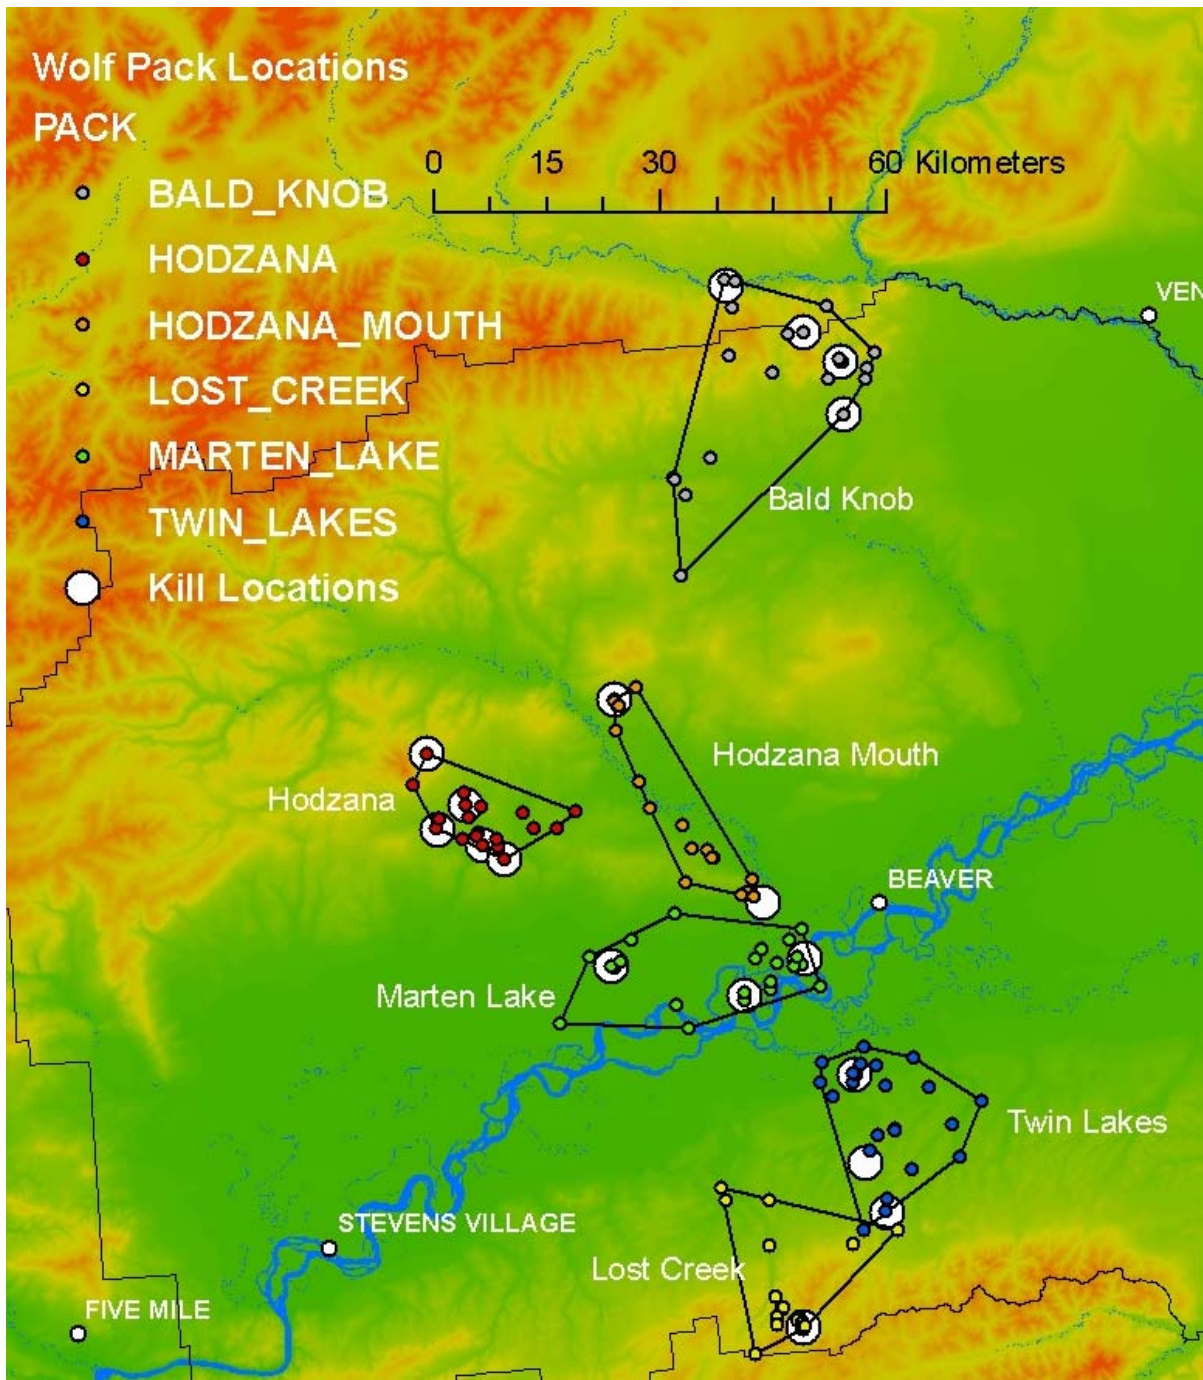 Wolf Pack Locations
PACK
0 15 30 60 Kilometers
BALD_KNOB
HODZANA
VEN
HODZANA_MOUTH
LOST_CREEK
MARTEN_LAKE
Bald Knob
TWIN_LAKES
Kill Locations
Hodzana Mouth
Hodzana
BEAVER
Marten Lake
Twin Lakes
STEVENS VILLAGE
Lost Creek
FIVE MILE